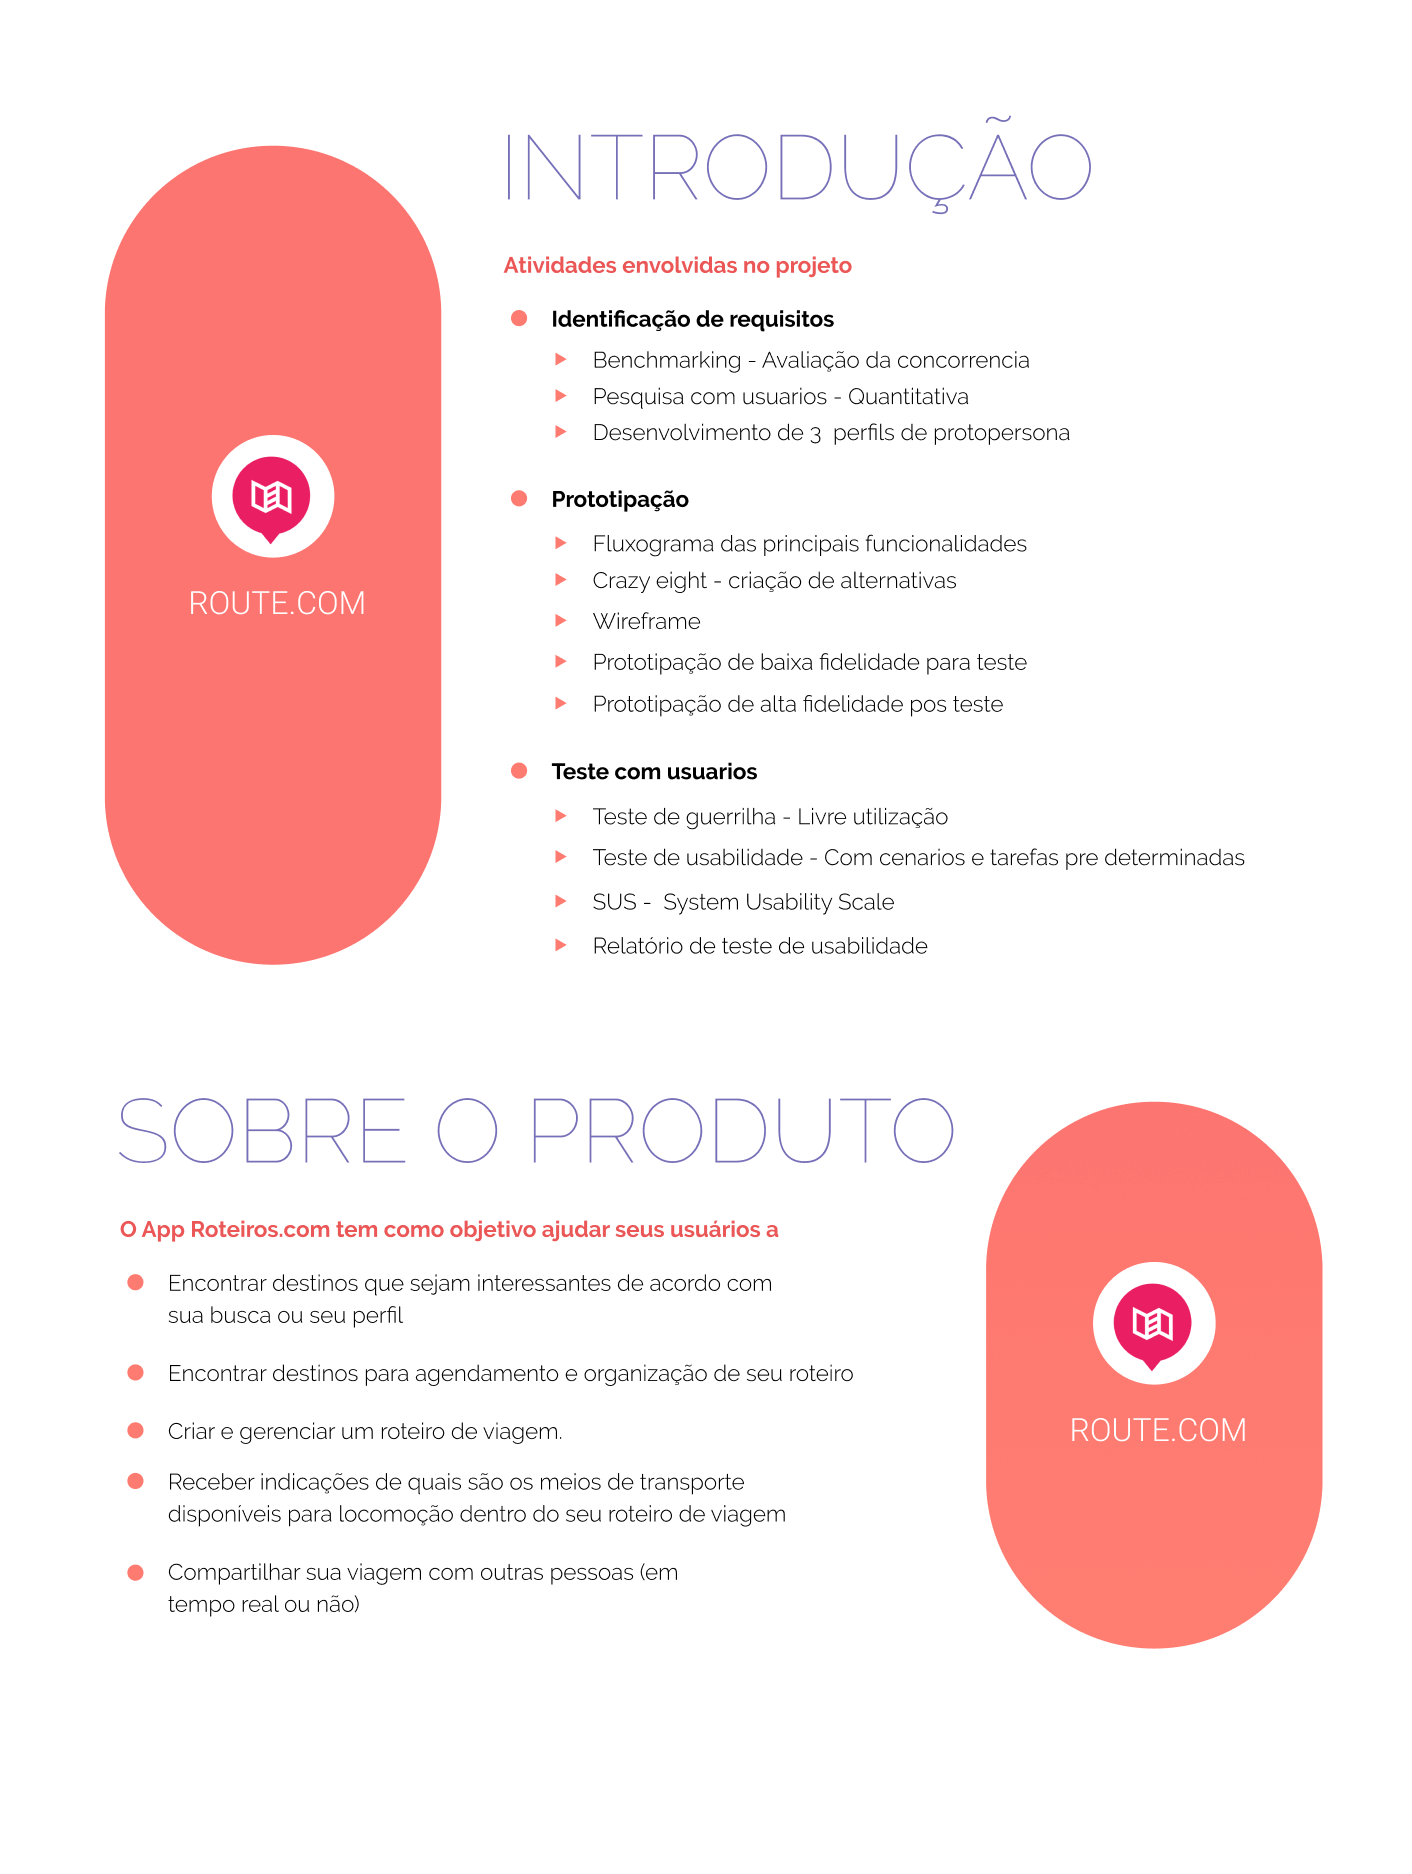 INTRODUÇÃO
Atividades envolvidas no projeto
Identificação de requisitos
Benchmarking - Avaliação da concorrencia
Pesquisa com usuarios - Quantitativa
Desenvolvimento de 3  perfils de protopersona
ROUTE.COM
Prototipação
Fluxograma das principais funcionalidades
Crazy eight - criação de alternativas
Wireframe
Prototipação de baixa fidelidade para teste
Prototipação de alta fidelidade pos teste
Teste com usuarios
Teste de guerrilha - Livre utilização
Teste de usabilidade - Com cenarios e tarefas pre determinadas
SUS -  System Usability Scale
Relatório de teste de usabilidade
SOBRE O PRODUTO
O App Roteiros.com tem como objetivo ajudar seus usuários a
Encontrar destinos que sejam interessantes de acordo com
sua busca ou seu perfil
Encontrar destinos para agendamento e organização de seu roteiro
Criar e gerenciar um roteiro de viagem.
Receber indicações de quais são os meios de transporte
disponíveis para locomoção dentro do seu roteiro de viagem
Compartilhar sua viagem com outras pessoas (em
tempo real ou não)
ROUTE.COM